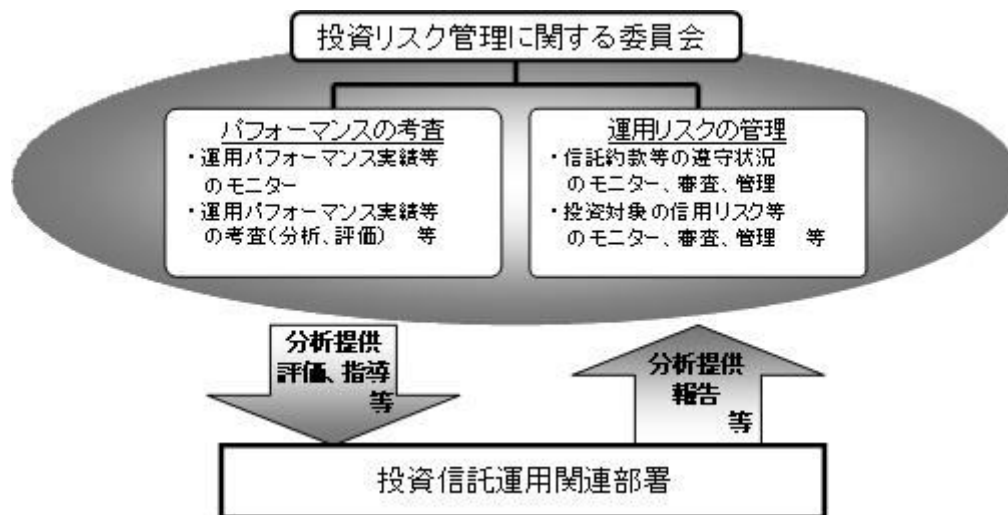 投資リスク管理に関する委員会
パフォーマンスの考査
・運用パフォーマンス実績等
のモニター
・運用パフォーマンス実績等
の考査(分析、評価) 等
運用リスクの管理
・信託約款等の遵守状況
のモニター、審査、管理
・投資対象の信用リスク等
のモニター、審査、管理 等
分析提供
評価、指導
等
分析提供
報告
等
投資信託運用関連部署